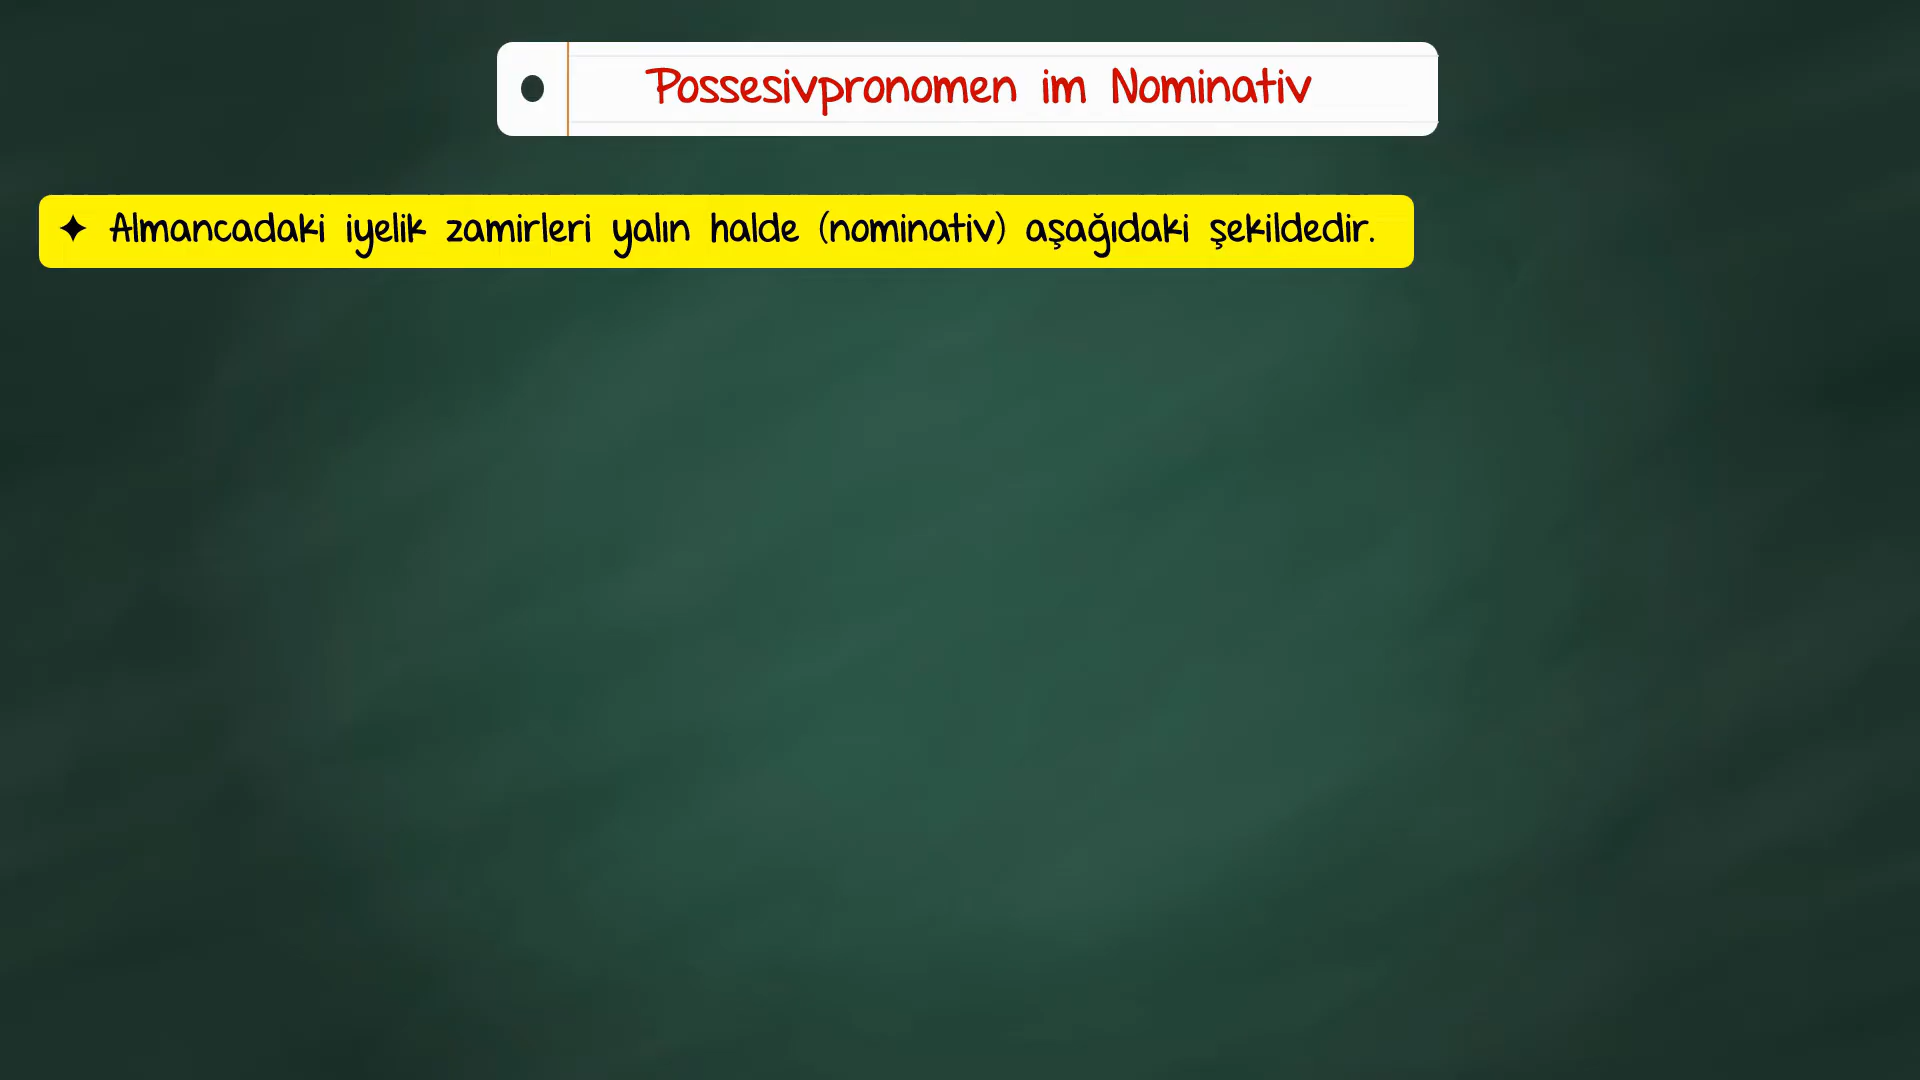 Possesivpronomen im Nominativ
✦ Almancadaki iyelik zamirleri yalın halde (nominativ) aşağıdaki şekildedir.